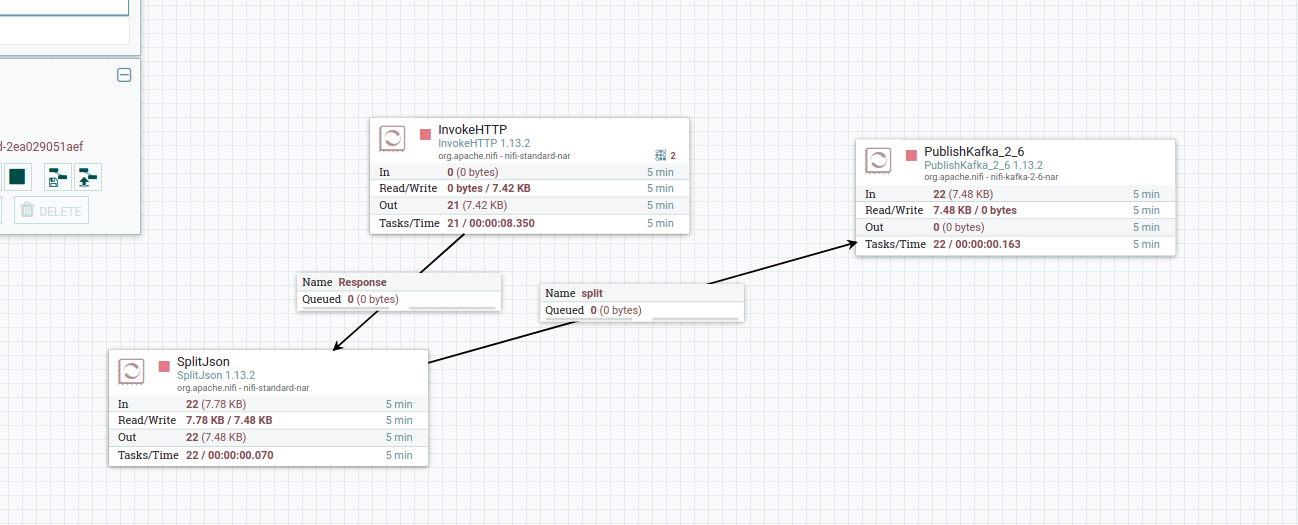 d-2ea029051aef
DELETE
InvokeHTTP
InvokeHTTP 1.13.2
org.apache.nifi - nifi-standard-nar
2
In 0 (0 bytes) 5 min
Read/Write 0 bytes / 7.42 KB 5 min
Out 21 (7.42 KB) 5 min
Tasks/Time 21 / 00:00:08.350 5 min
PublishKafka_2_6
PublishKafka_2_6 1.13.2
org.apache.nifi - nifi-kafka-2-6-nar
In 22 (7.48 KB) 5 min
Read/Write 7.48 KB / 0 bytes 5 min
Out 0 (0 bytes) 5 min
Tasks/Time 22 / 00:00:00.163 5 min
Name Response
Queued 0 (0 bytes)
Name split
Queued 0 (0 bytes)
SplitJson
SplitJson 1.13.2
org.apache.nifi - nifi-standard-nar
In 22 (7.78 KB) 5 min
Read/Write 7.78 KB / 7.48 KB 5 min
Out 22 (7.48 KB) 5 min
Tasks/Time 22 / 00:00:00.070 5 min